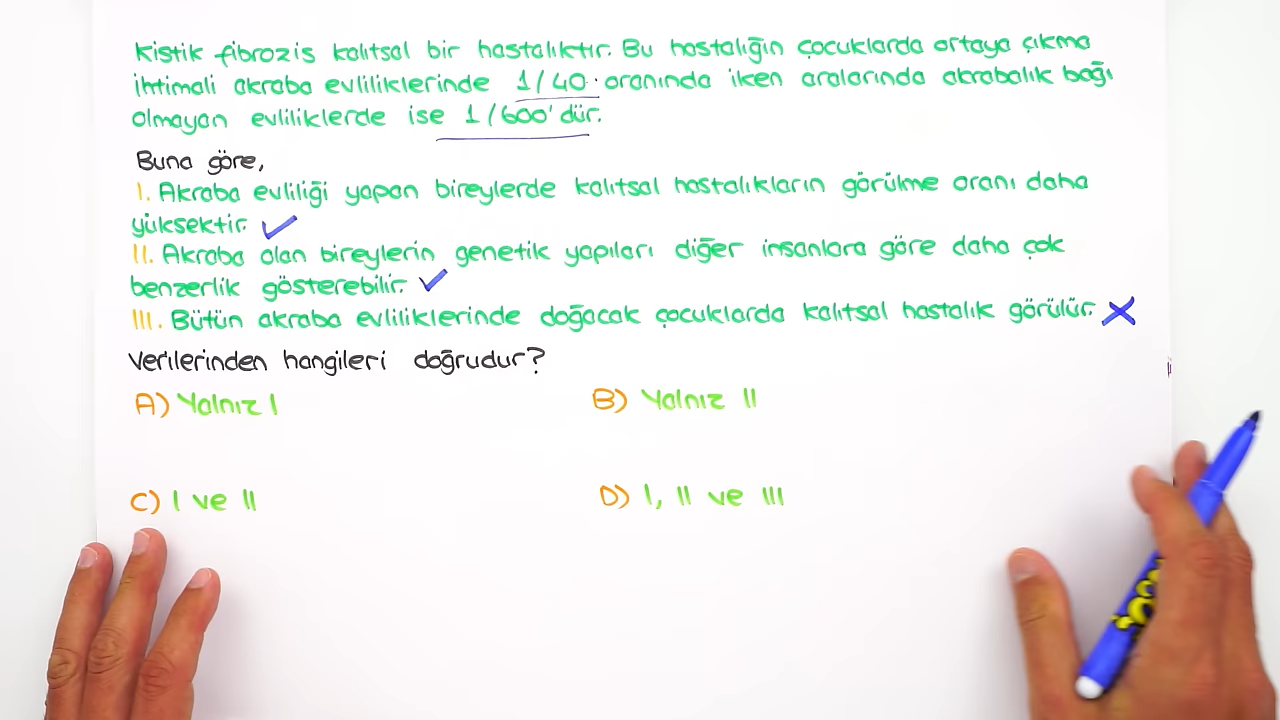 Kistik fibrozis kalıtsal bir hastalıktır. Bu hastalığın çocuklarda ortaya çıkma
ihtimali akraba evliliklerinde 1/40 oranında iken aralarında akrabalık bağı
olmayan evliliklerde ise 1/600'dür.
Buna göre,
I. Akraba evliliği yapan bireylerde kalıtsal hastalıkların görülme oranı daha
yüksektir.
II. Akraba olan bireylerin genetik yapıları diğer insanlara göre daha çok
benzerlik gösterebilir.
III. Bütün akraba evliliklerinde doğacak çocuklarda kalıtsal hastalık görülür.
Verilerinden hangileri doğrudur?
A) Yalnız I
B) Yalnız II
C) I ve II
D) I, II ve III